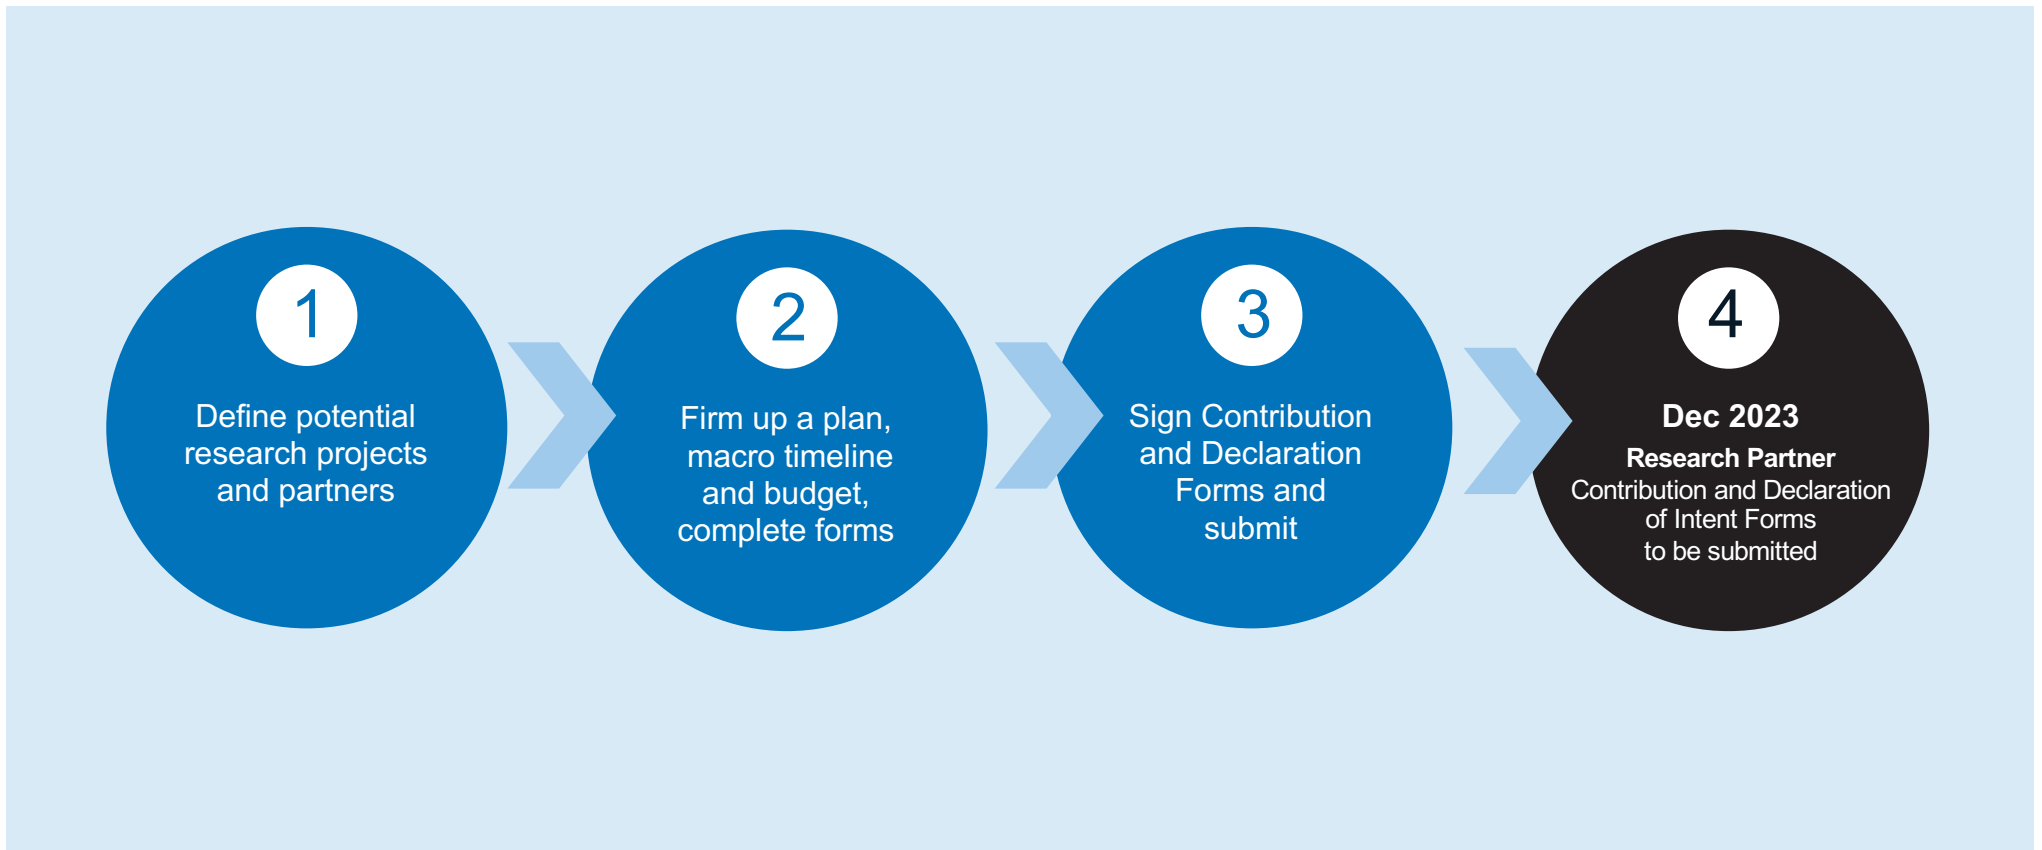 1
Define potential
research projects
and partners
2
Firm up a plan,
macro timeline
and budget,
complete forms
3
Sign Contribution
and Declaration
Forms and
submit
4
Dec 2023
Research Partner
Contribution and Declaration
of Intent Forms
to be submitted